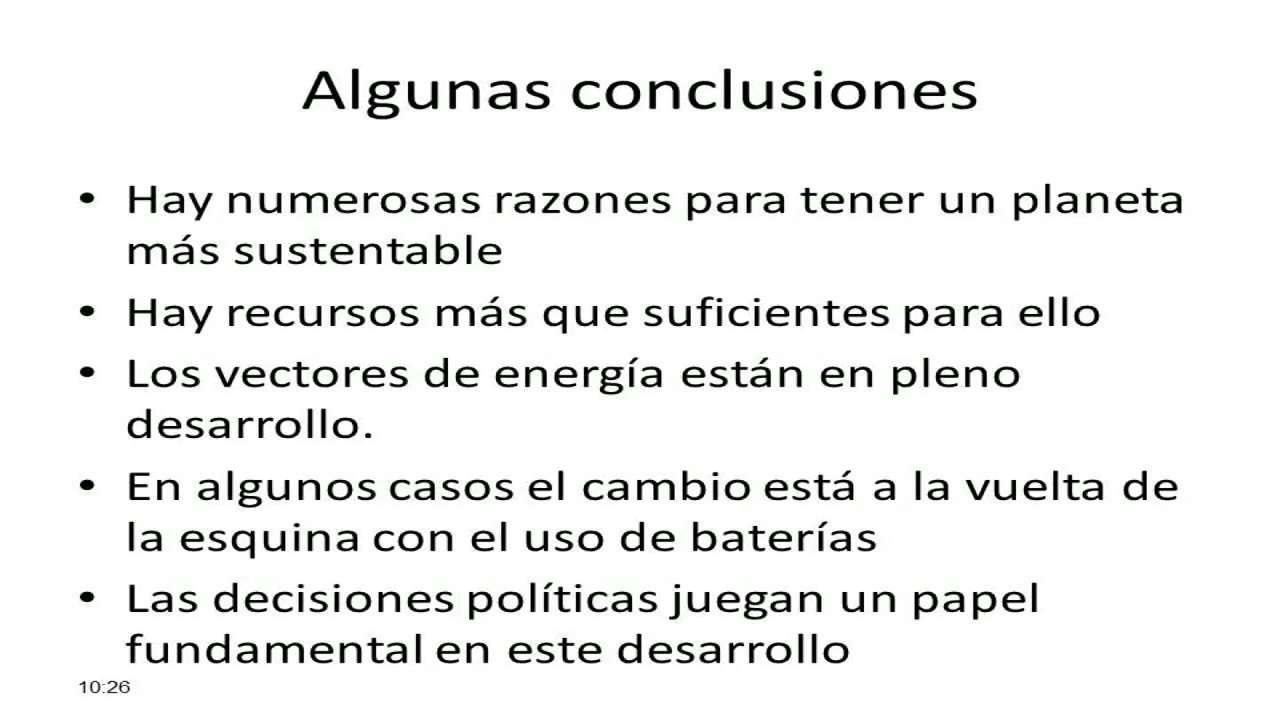 Algunas conclusiones
• Hay numerosas razones para tener un planeta
más sustentable
• Hay recursos más que suficientes para ello
• Los vectores de energía están en pleno
desarrollo.
• En algunos casos el cambio está a la vuelta de
la esquina con el uso de baterías
• Las decisiones políticas juegan un papel
fundamental en este desarrollo
10:26